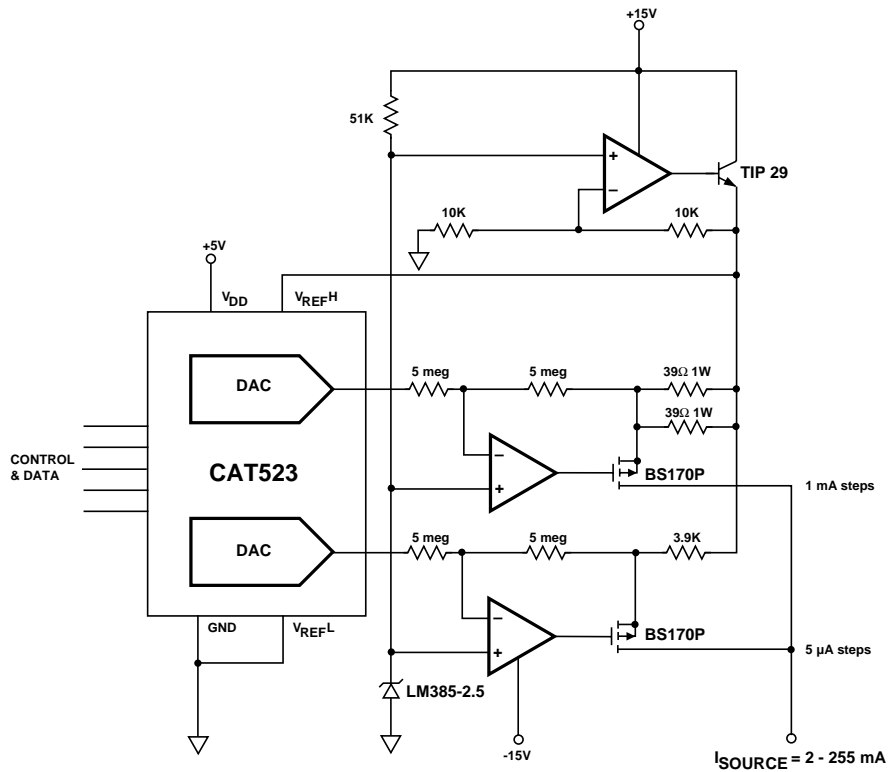 +15V
51K
+
−
TIP 29
10K
10K
+5V
VDD
VREFH
5 meg
5 meg
39Ω 1W
DAC
39Ω 1W
−
+
BS170P
CONTROL
& DATA
CAT523
1 mA steps
5 meg
5 meg
3.9K
DAC
−
+
BS170P
GND
VREFL
5 µA steps
LM385-2.5
-15V
ISOURCE = 2 - 255 mA